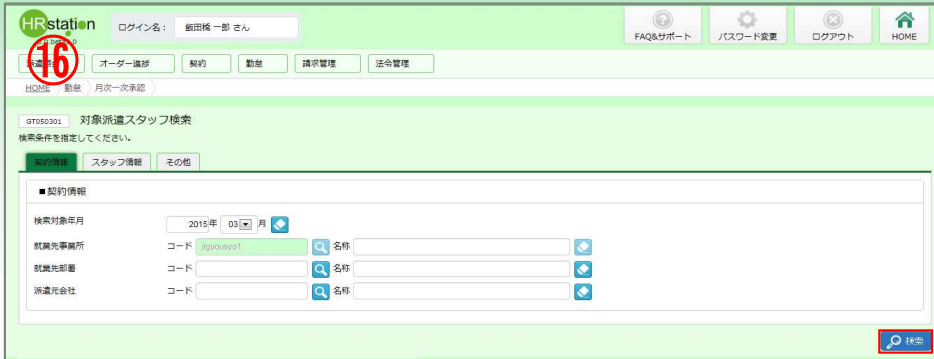 HRstation ログイン名： 飯田橋 一郎 さん FAQ&サポート パスワード変更 ログアウト HOME
⑯
オーダー進捗 契約 勤怠 請求管理 法令管理
HOME 勤怠 月次一次承認
GT050301 対象派遣スタッフ検索
検索条件を指定してください。
契約情報 スタッフ情報 その他
■契約情報
検索対象年月 2015 年 03 月
就業先事業所 コード jigyousyo1 名称
就業先部署 コード 名称
派遣元会社 コード 名称
検索